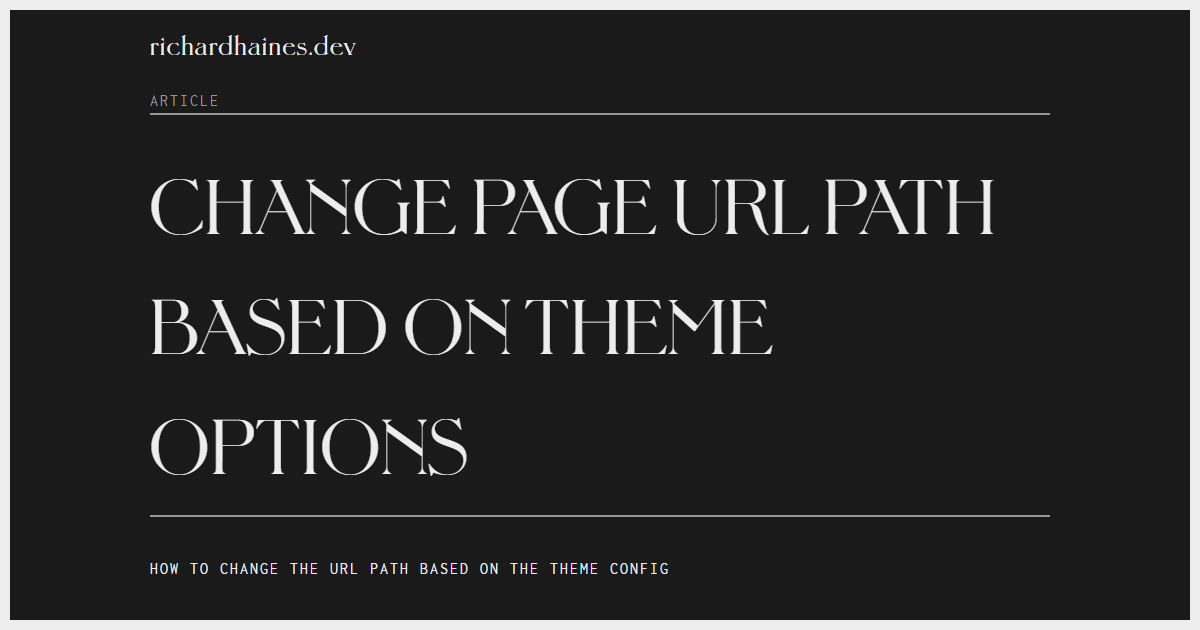 richardhaines.dev
ARTICLE
CHANGE PAGE URL PATH
BASED ON THEME
OPTIONS
HOW TO CHANGE THE URL PATH BASED ON THE THEME CONFIG